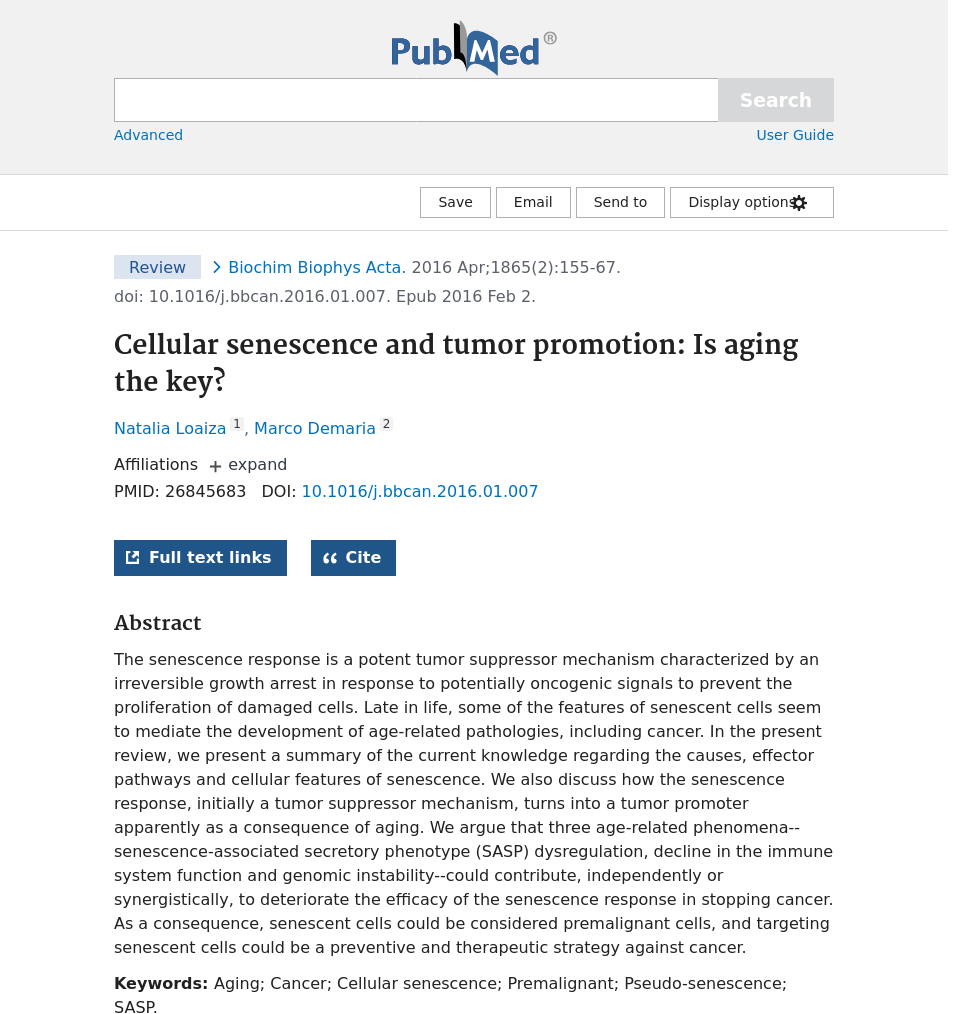 PubMed®
Search
Advanced
User Guide
Save
Email
Send to
Display options
Review
Biochim Biophys Acta. 2016 Apr;1865(2):155-67.
doi: 10.1016/j.bbcan.2016.01.007. Epub 2016 Feb 2.
Cellular senescence and tumor promotion: Is aging
the key?
Natalia Loaiza 1, Marco Demaria 2
Affiliations + expand
PMID: 26845683 DOI: 10.1016/j.bbcan.2016.01.007
Full text links
Cite
Abstract
The senescence response is a potent tumor suppressor mechanism characterized by an
irreversible growth arrest in response to potentially oncogenic signals to prevent the
proliferation of damaged cells. Late in life, some of the features of senescent cells seem
to mediate the development of age-related pathologies, including cancer. In the present
review, we present a summary of the current knowledge regarding the causes, effector
pathways and cellular features of senescence. We also discuss how the senescence
response, initially a tumor suppressor mechanism, turns into a tumor promoter
apparently as a consequence of aging. We argue that three age-related phenomena--
senescence-associated secretory phenotype (SASP) dysregulation, decline in the immune
system function and genomic instability--could contribute, independently or
synergistically, to deteriorate the efficacy of the senescence response in stopping cancer.
As a consequence, senescent cells could be considered premalignant cells, and targeting
senescent cells could be a preventive and therapeutic strategy against cancer.
Keywords: Aging; Cancer; Cellular senescence; Premalignant; Pseudo-senescence;
SASP.